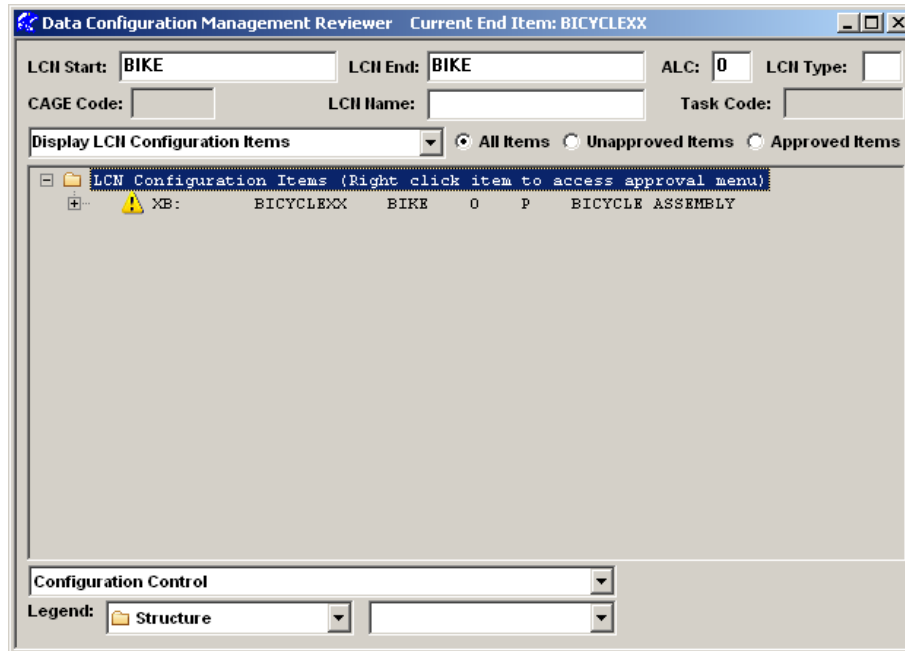 Data Configuration Management Reviewer Current End Item: BICYCLEXX
LCN Start: BIKE LCN End: BIKE ALC: 0 LCN Type:
CAGE Code: LCN Name: Task Code:
Display LCN Configuration Items All Items Unapproved Items Approved Items
LCN Configuration Items (Right click item to access approval menu)
XB: BICYCLEXX BIKE 0 P BICYCLE ASSEMBLY
Configuration Control
Legend: Structure